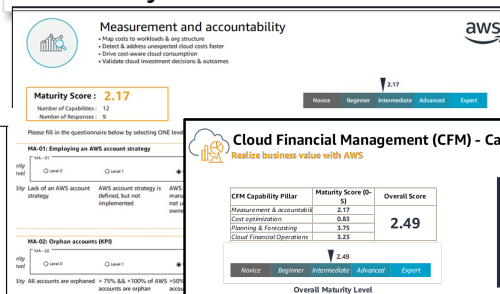 Measurement and accountability
• Map costs to workloads & org structure
• Detect & address unexpected cloud costs faster
• Drive cost-aware cloud consumption
• Validate cloud investment decisions & outcomes
aws
2.17
Novice Beginner Intermediate Advanced Expert
Maturity Score : 2.17
Number of Capabilities : 12
Number of Responses : 9
Please fill in the questionnaire below by selecting ONE level
MA-01: Employing an AWS account strategy
MA - 01
Level 0 Level 1
Lack of an AWS account strategy is AWS
strategy defined, but not
implemented
MA-02: Orphan accounts (KPI)
MA - 02
Level 0 Level 1
All accounts are orphaned > 75% && <100% of AWS >50%
accounts are orphan
Cloud Financial Management (CFM) - Ca
Realize business value with AWS
CFM Capability Pillar Maturity Score (0- Overall Score
5)
Measurement & accountabili 2.17
Cost optimization 0.83
Planning & Forecasting 3.75
Cloud Financial Operations 3.23
2.49
2.49
Novice Beginner Intermediate Advanced Expert
Overall Maturity Level